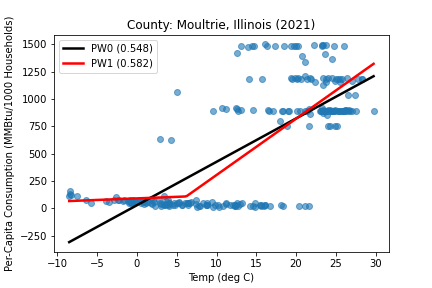 County: Moultrie, Illinois (2021)
PW0 (0.548)
PW1 (0.582)
Per-Capita Consumption (MMBtu/1000 Households)
1500
1250
1000
750
500
250
0
−250
−10 −5 0 5 10 15 20 25 30
Temp (deg C)